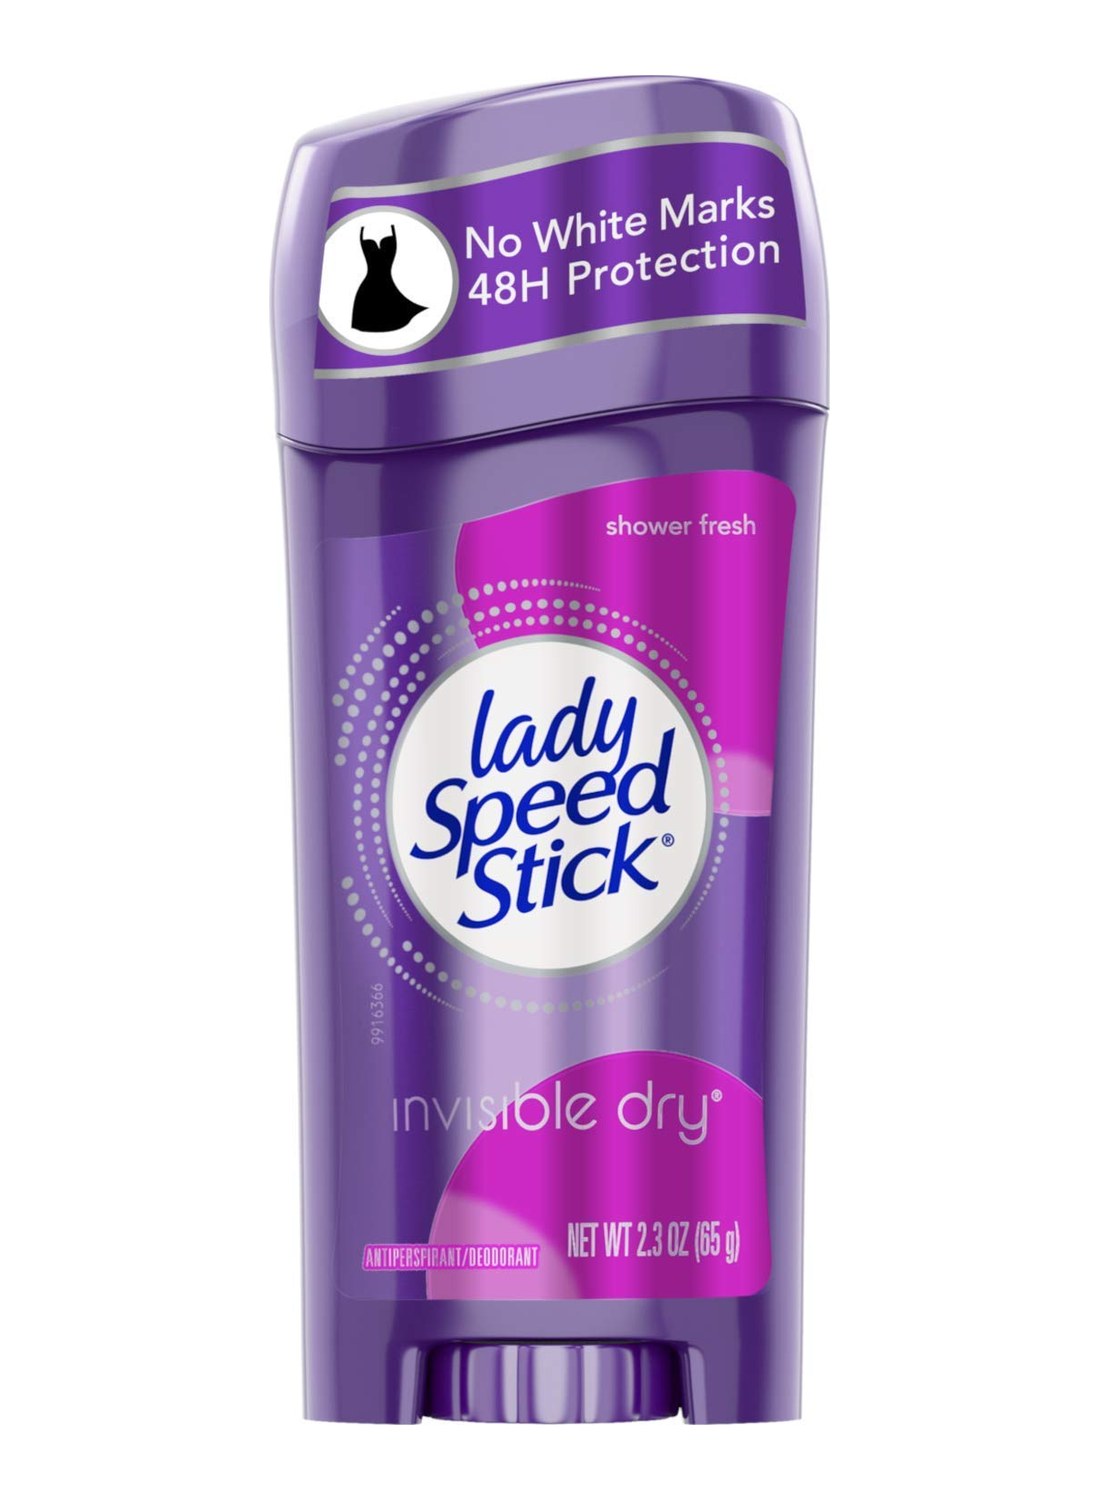 No White Marks
48H Protection
shower fresh
lady
Speed
Stick®
9916366
invisible dry®
ANTIPERSPIRANT/DEODORANT
NET WT 2.3 OZ (65 g)